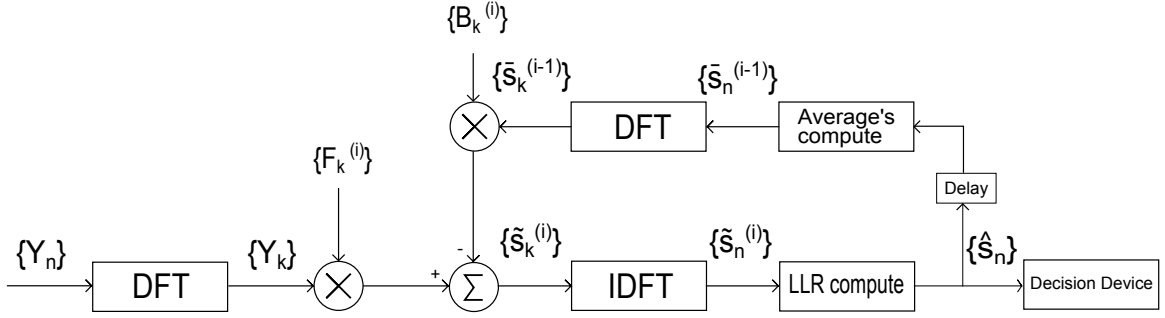 {B_k^(i)}
{s̄_k^(i-1)}
{s̄_n^(i-1)}
DFT
Average's
compute
{F_k^(i)}
Delay
{Y_n}
{Y_k}
-
+
Σ
{s̃_k^(i)}
{s̃_n^(i)}
{ŝ_n}
DFT
IDFT
LLR compute
Decision Device